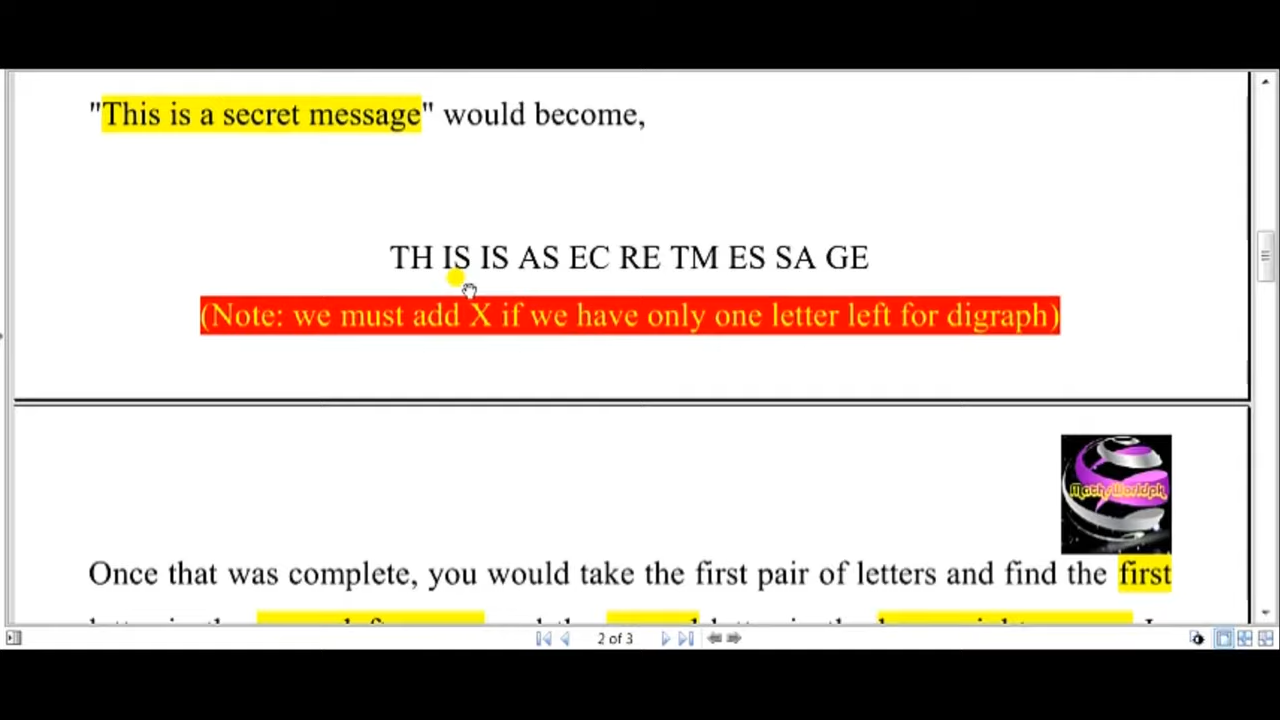 "This is a secret message" would become,
TH IS IS AS EC RE TM ES SA GE
(Note: we must add X if we have only one letter left for digraph)
MathsWorldpk
Once that was complete, you would take the first pair of letters and find the first
2 of 3